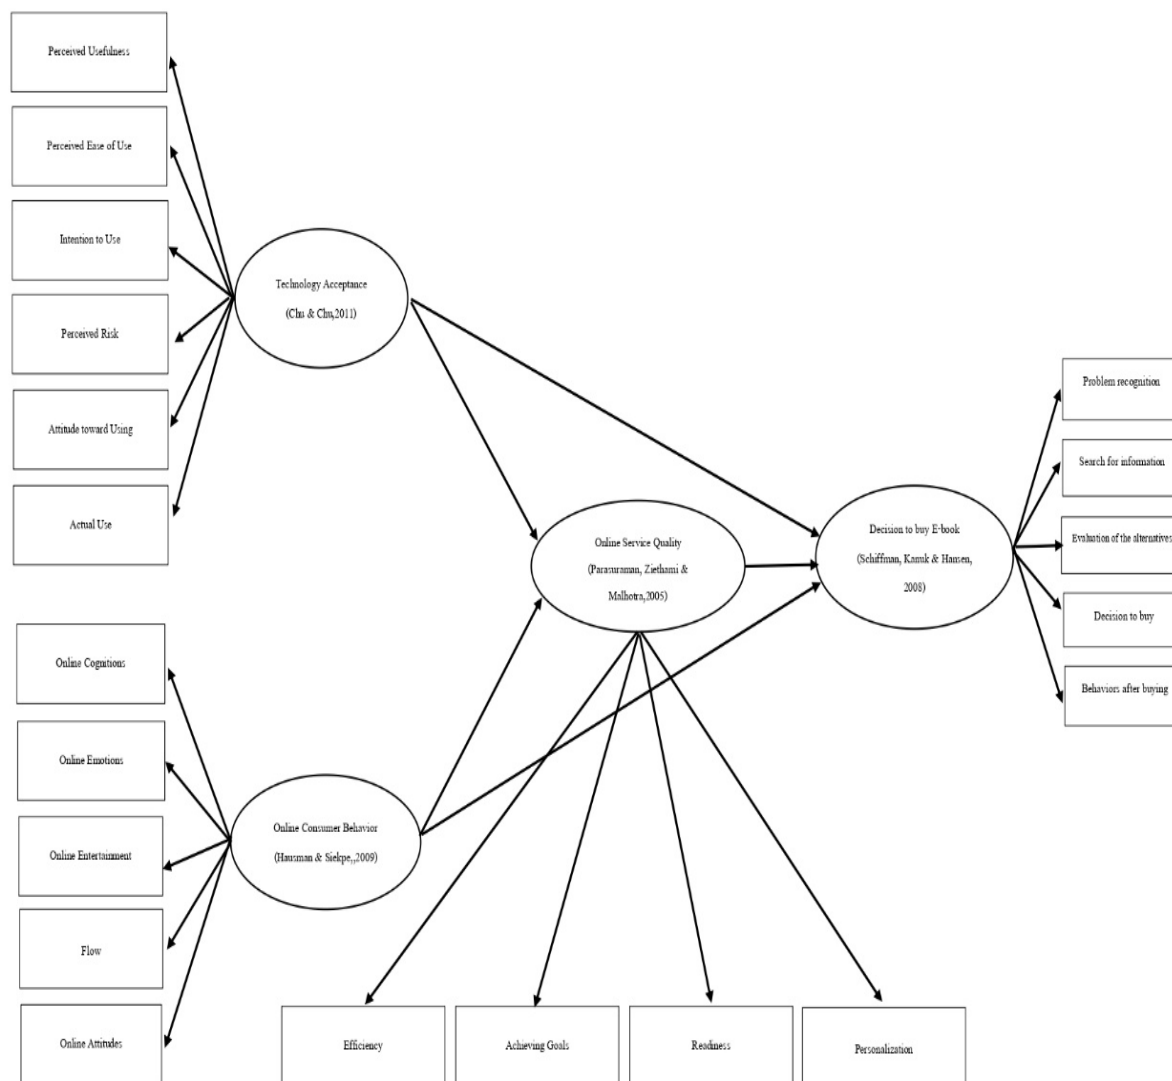 Perceived Usefulness
Perceived Ease of Use
Intention to Use
Perceived Risk
Attitude toward Using
Actual Use
Technology Acceptance
(Chu & Chu,2011)
Online Service Quality
(Parasuraman, Ziethami &
Malhotra,2005)
Decision to buy E-book
(Schiffman, Kanuk & Hansen,
2008)
Problem recognition
Search for information
Evaluation of the alternatives
Decision to buy
Behaviors after buying
Online Cognitions
Online Emotions
Online Entertainment
Flow
Online Attitudes
Online Consumer Behavior
(Hausman & Siekpe,,2009)
Efficiency
Achieving Goals
Readiness
Personalization